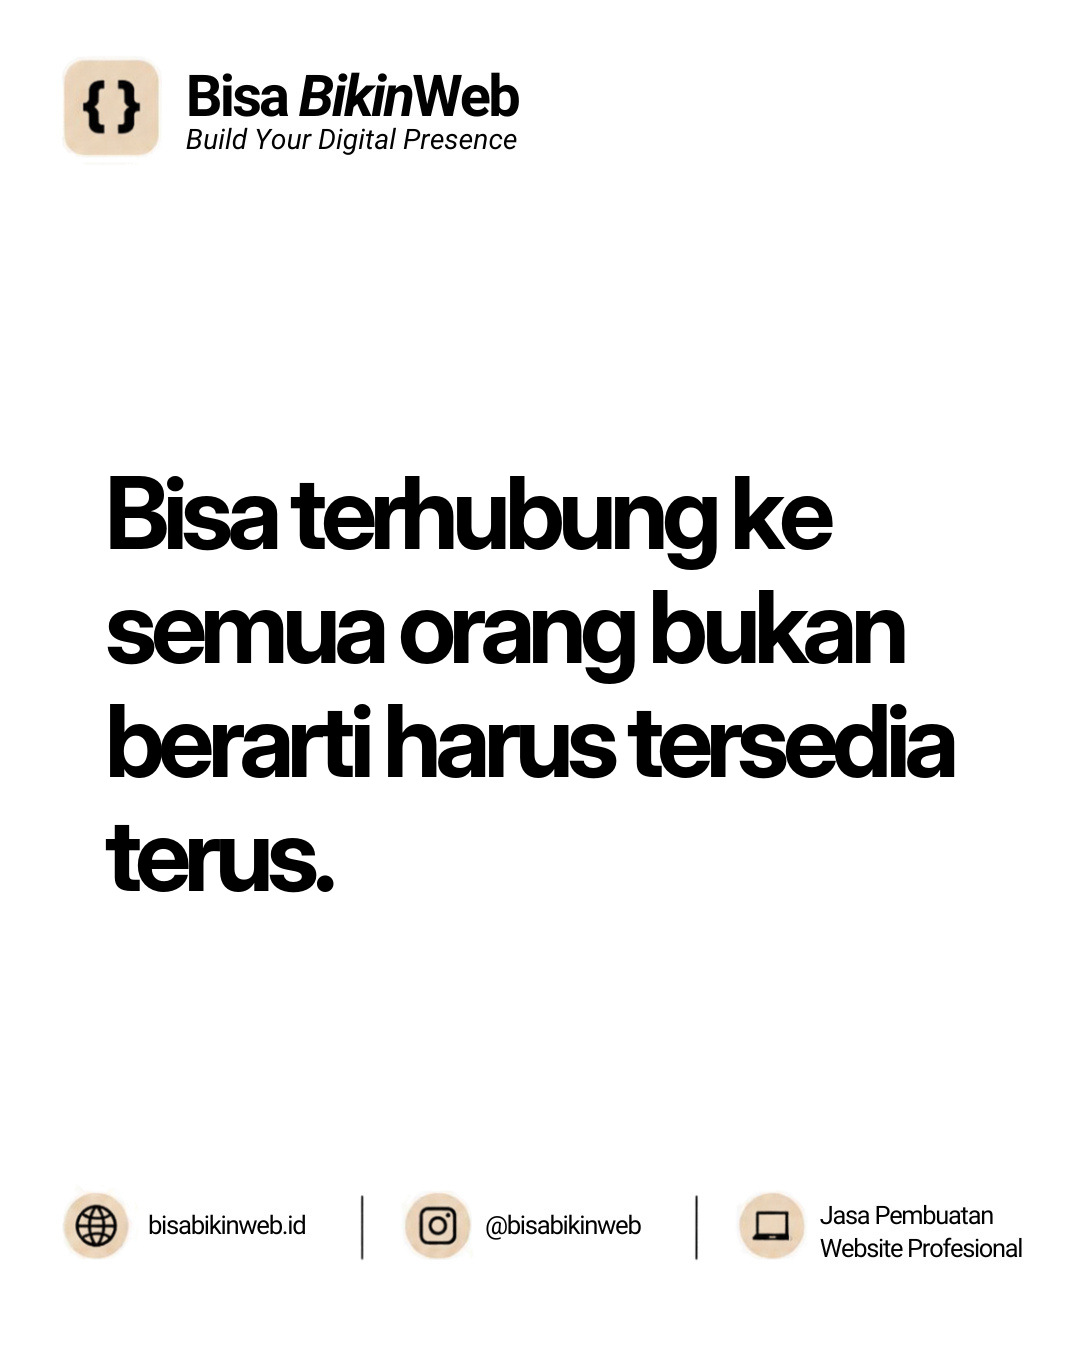 { }
Bisa BikinWeb
Build Your Digital Presence
Bisa terhubung ke
semua orang bukan
berarti harus tersedia
terus.
bisabikinweb.id
@bisabikinweb
Jasa Pembuatan
Website Profesional